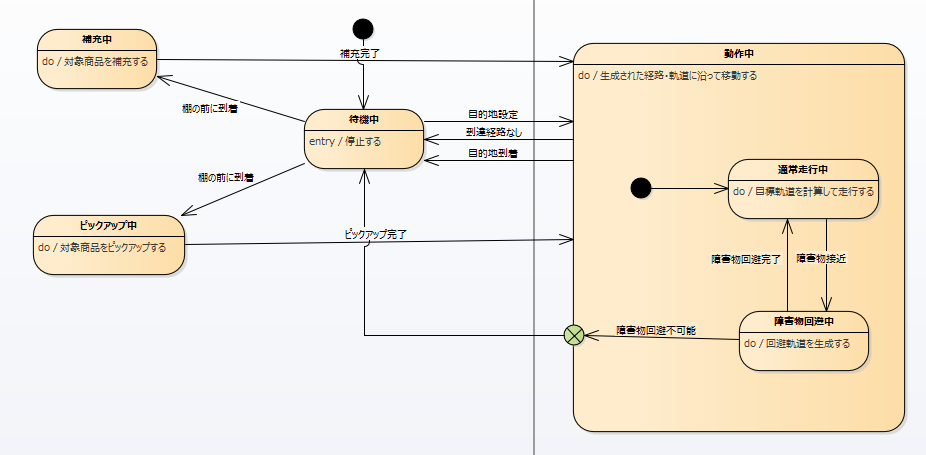 補充中
do / 対象商品を補充する
補充完了
動作中
do / 生成された経路・軌道に沿って移動する
棚の前に到着
待機中
entry / 停止する
目的地設定
到達経路なし
目的地到着
棚の前に到着
通常走行中
do / 目標軌道を計算して走行する
ピックアップ中
do / 対象商品をピックアップする
ピックアップ完了
障害物回避完了
障害物接近
障害物回避不可能
障害物回避中
do / 回避軌道を生成する